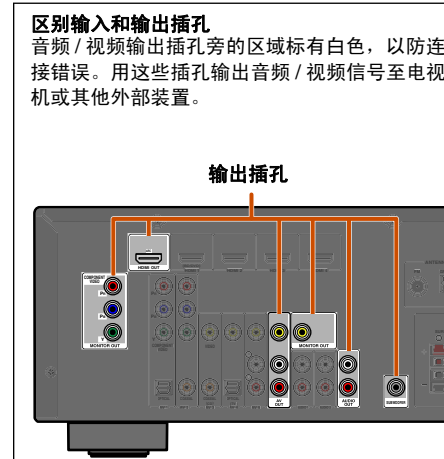 区别输入和输出插孔
音频 / 视频输出插孔旁的区域标有白色，以防连
接错误。用这些插孔输出音频 / 视频信号至电视
机或其他外部装置。
输出插孔
HDMI OUT
COMPONENT
VIDEO
PR
PB
Y
MONITOR OUT
MONITOR OUT
AV
OUT
AUDIO
OUT
SUBWOOFER